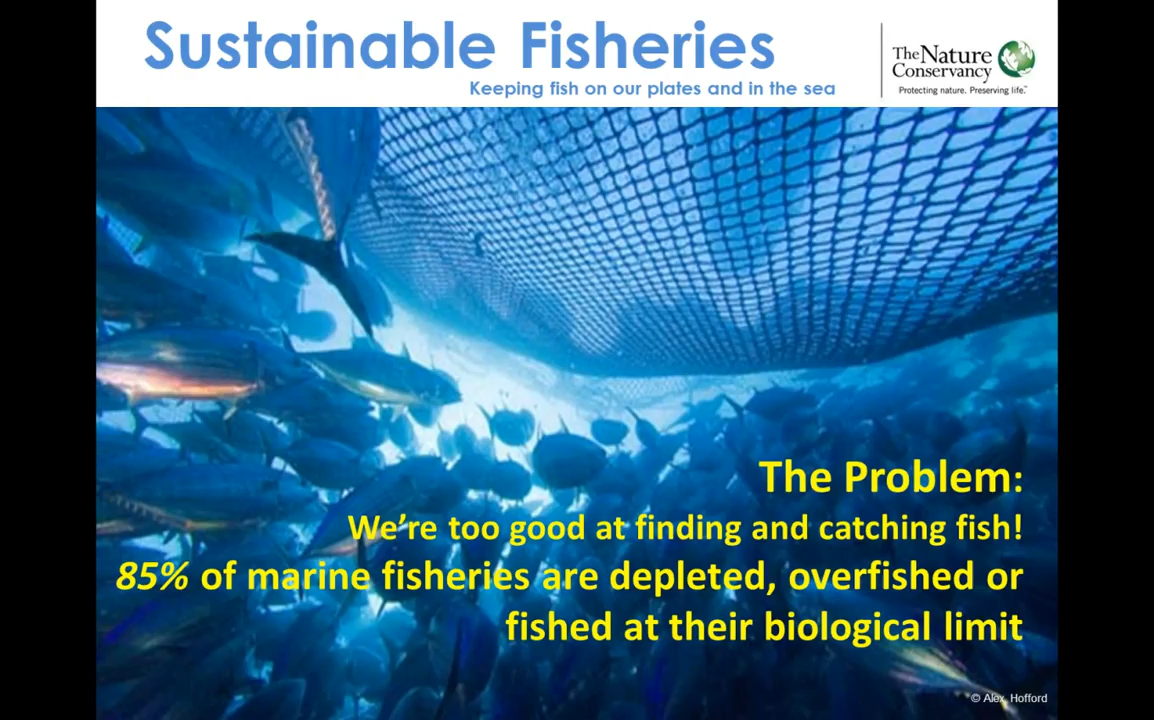 Sustainable Fisheries
Keeping fish on our plates and in the sea
The Nature
Conservancy
Protecting nature. Preserving life.™
The Problem:
We're too good at finding and catching fish!
85% of marine fisheries are depleted, overfished or
fished at their biological limit
© Alex Hofford